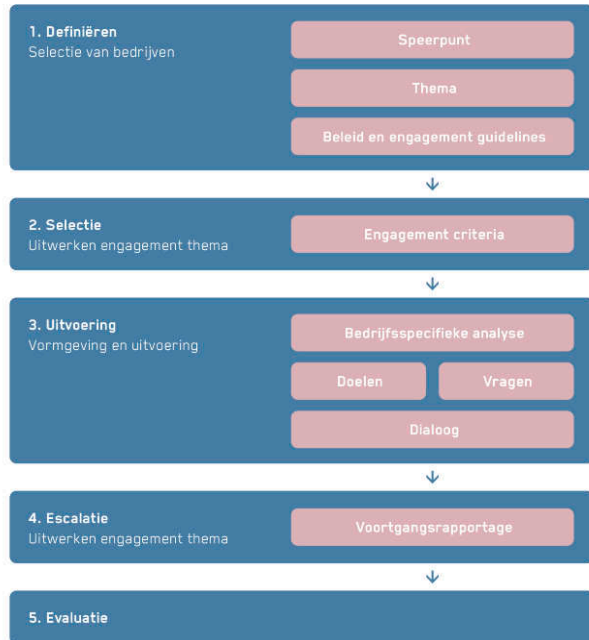 1. Definiëren
Selectie van bedrijven
Speerpunt
Thema
Beleid en engagement guidelines
2. Selectie
Uitwerken engagement thema
Engagement criteria
3. Uitvoering
Vormgeving en uitvoering
Bedrijfsspecifieke analyse
Doelen
Vragen
Dialoog
4. Escalatie
Uitwerken engagement thema
Voortgangsrapportage
5. Evaluatie